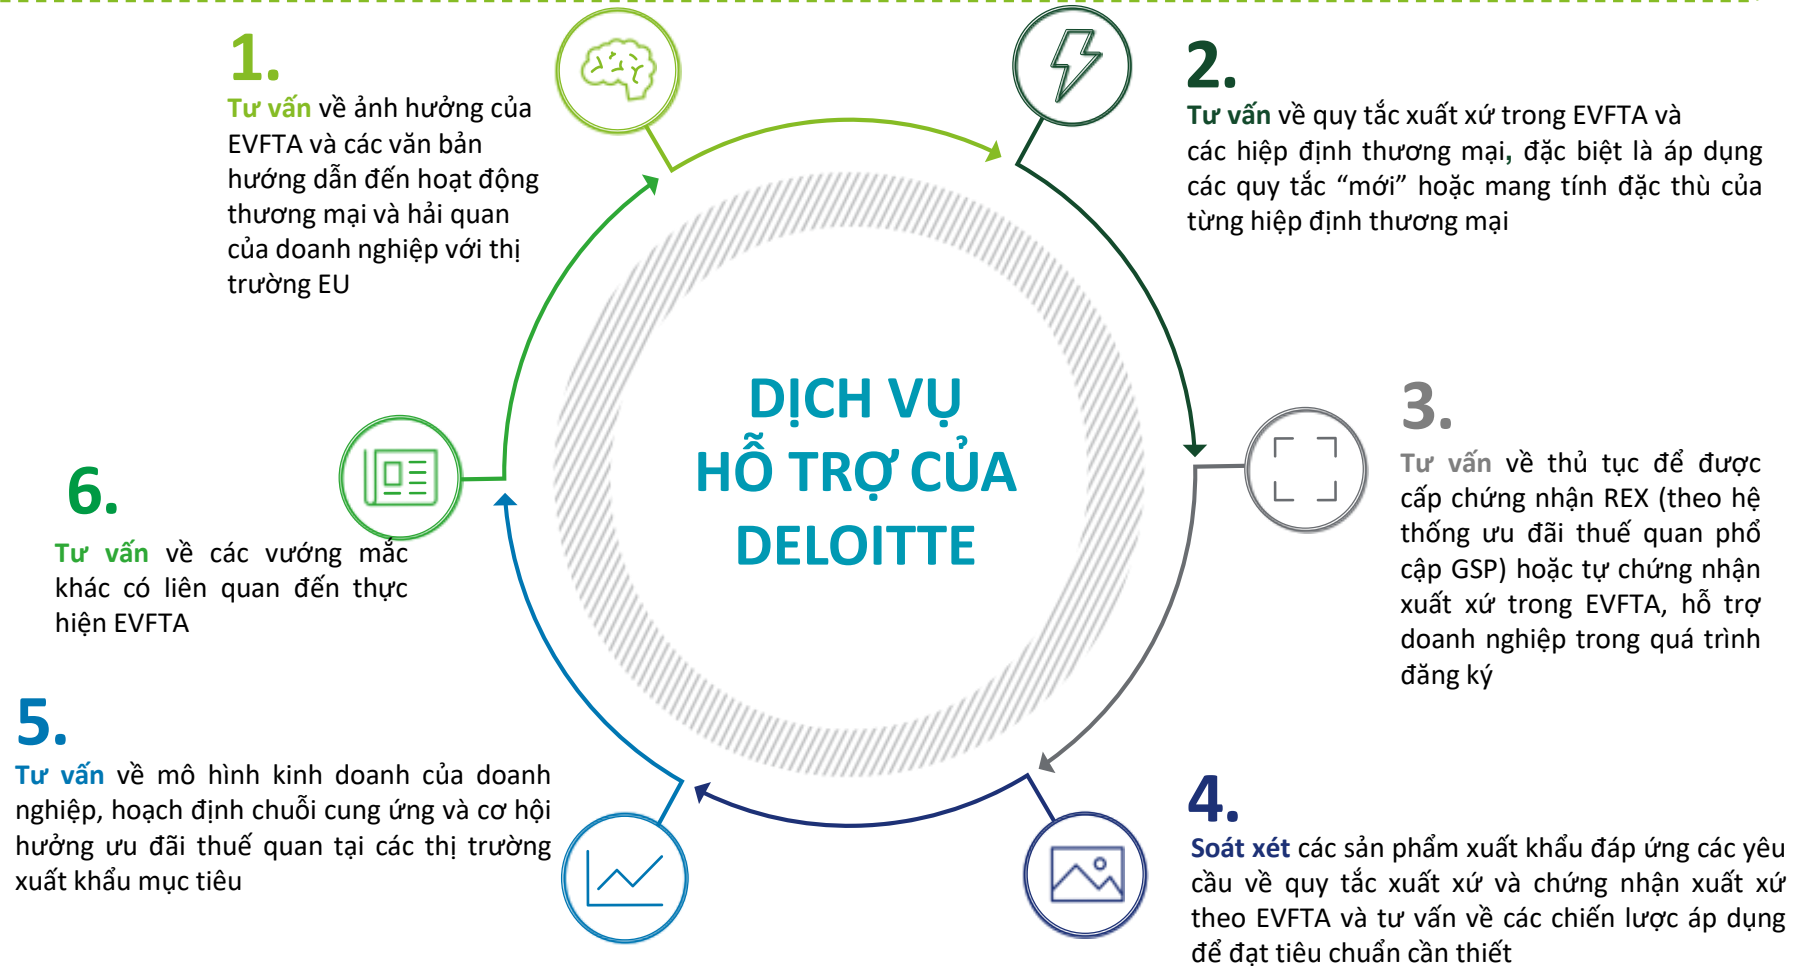 1.
Tư vấn về ảnh hưởng của
EVFTA và các văn bản
hướng dẫn đến hoạt động
thương mại và hải quan
của doanh nghiệp với thị
trường EU
2.
Tư vấn về quy tắc xuất xứ trong EVFTA và
các hiệp định thương mại, đặc biệt là áp dụng
các quy tắc “mới” hoặc mang tính đặc thù của
từng hiệp định thương mại
DỊCH VỤ
HỖ TRỢ CỦA
DELOITTE
3.
Tư vấn về thủ tục để được
cấp chứng nhận REX (theo hệ
thống ưu đãi thuế quan phổ
cập GSP) hoặc tự chứng nhận
xuất xứ trong EVFTA, hỗ trợ
doanh nghiệp trong quá trình
đăng ký
4.
Soát xét các sản phẩm xuất khẩu đáp ứng các yêu
cầu về quy tắc xuất xứ và chứng nhận xuất xứ
theo EVFTA và tư vấn về các chiến lược áp dụng
để đạt tiêu chuẩn cần thiết
5.
Tư vấn về mô hình kinh doanh của doanh
nghiệp, hoạch định chuỗi cung ứng và cơ hội
hưởng ưu đãi thuế quan tại các thị trường
xuất khẩu mục tiêu
6.
Tư vấn về các vướng mắc
khác có liên quan đến thực
hiện EVFTA